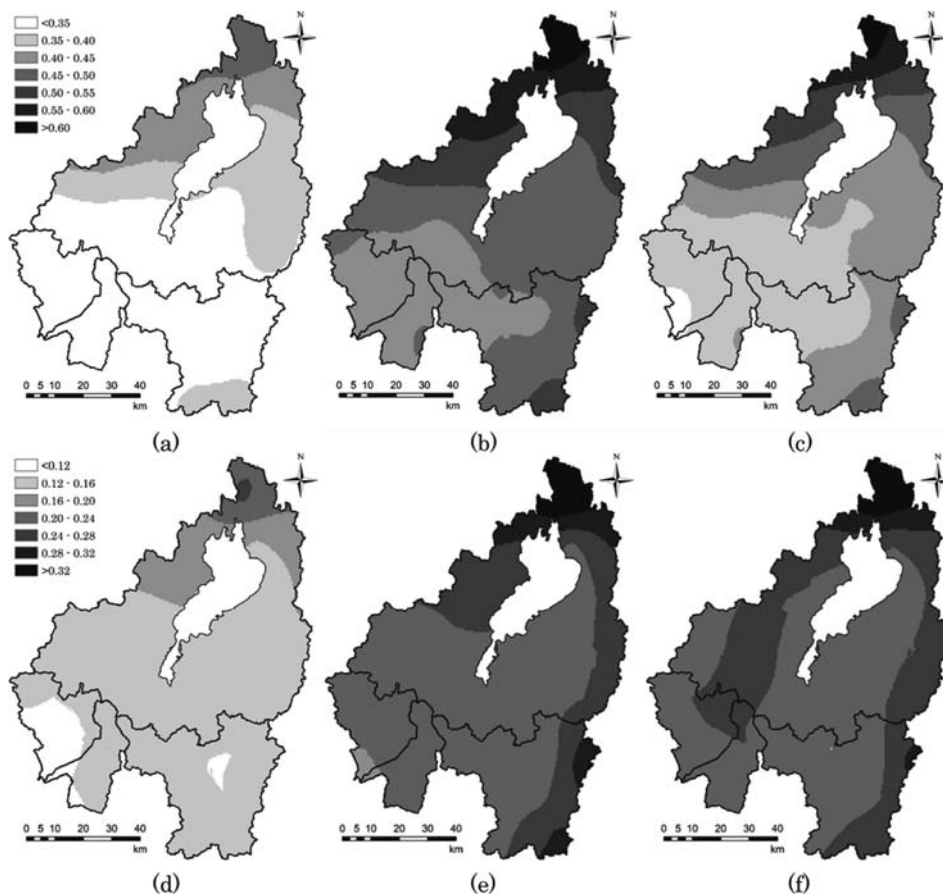 <0.35
0.35 - 0.40
0.40 - 0.45
0.45 - 0.50
0.50 - 0.55
0.55 - 0.60
>0.60
N
N
N
0 5 10 20 30 40
km
0 5 10 20 30 40
km
0 5 10 20 30 40
km
(a)
(b)
(c)
<0.12
0.12 - 0.16
0.16 - 0.20
0.20 - 0.24
0.24 - 0.28
0.28 - 0.32
>0.32
N
N
N
0 5 10 20 30 40
km
0 5 10 20 30 40
km
0 5 10 20 30 40
km
(d)
(e)
(f)